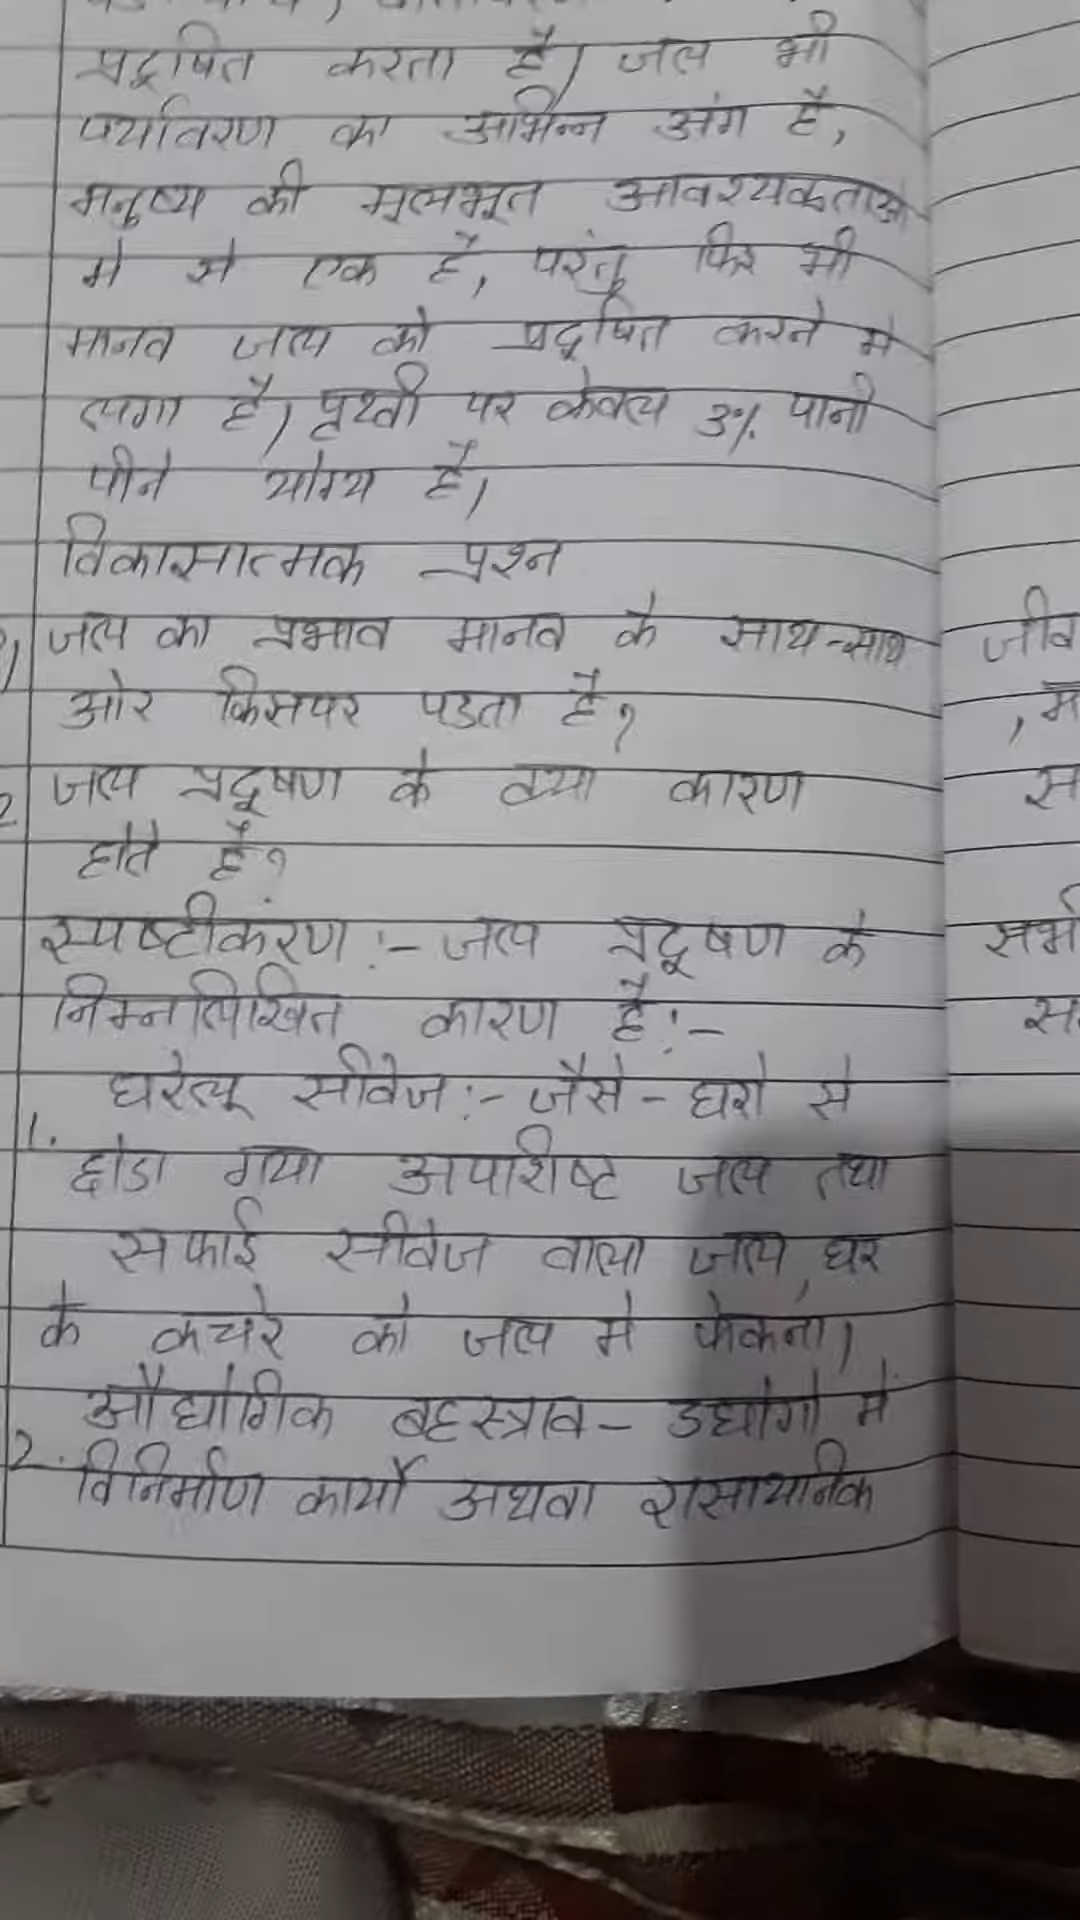 प्रदूषित करता है। जल भी
पर्यावरण का अभिन्न अंग है,
मनुष्य की मूलभूत आवश्यकताओ
मे से एक है, परंतु फिर भी
मानव जल को प्रदूषित करने मे
लगा है। पृथ्वी पर केवल 3% पानी
पीने योग्य है।
विकासात्मक प्रश्न
जल का प्रभाव मानव के साथ-साथ
ओर किसपर पडता है?
2 जल प्रदूषण के क्या कारण
होते है?
स्पष्टीकंरण :- जल प्रदूषण के
निम्नलिखित कारण है :-
1. घरेलू सीवेज :- जैसे - घरो से
छोडा गया अपशिष्ट जल तथा
सफाई सीवेज वाला जल, घर
के कचरे को जल मे फेकना।
2. औद्योगिक बहस्त्राव - उद्योगो में
विनिर्माण कार्यो अथवा रासायनिक
जीव
, म
स
सभी
स